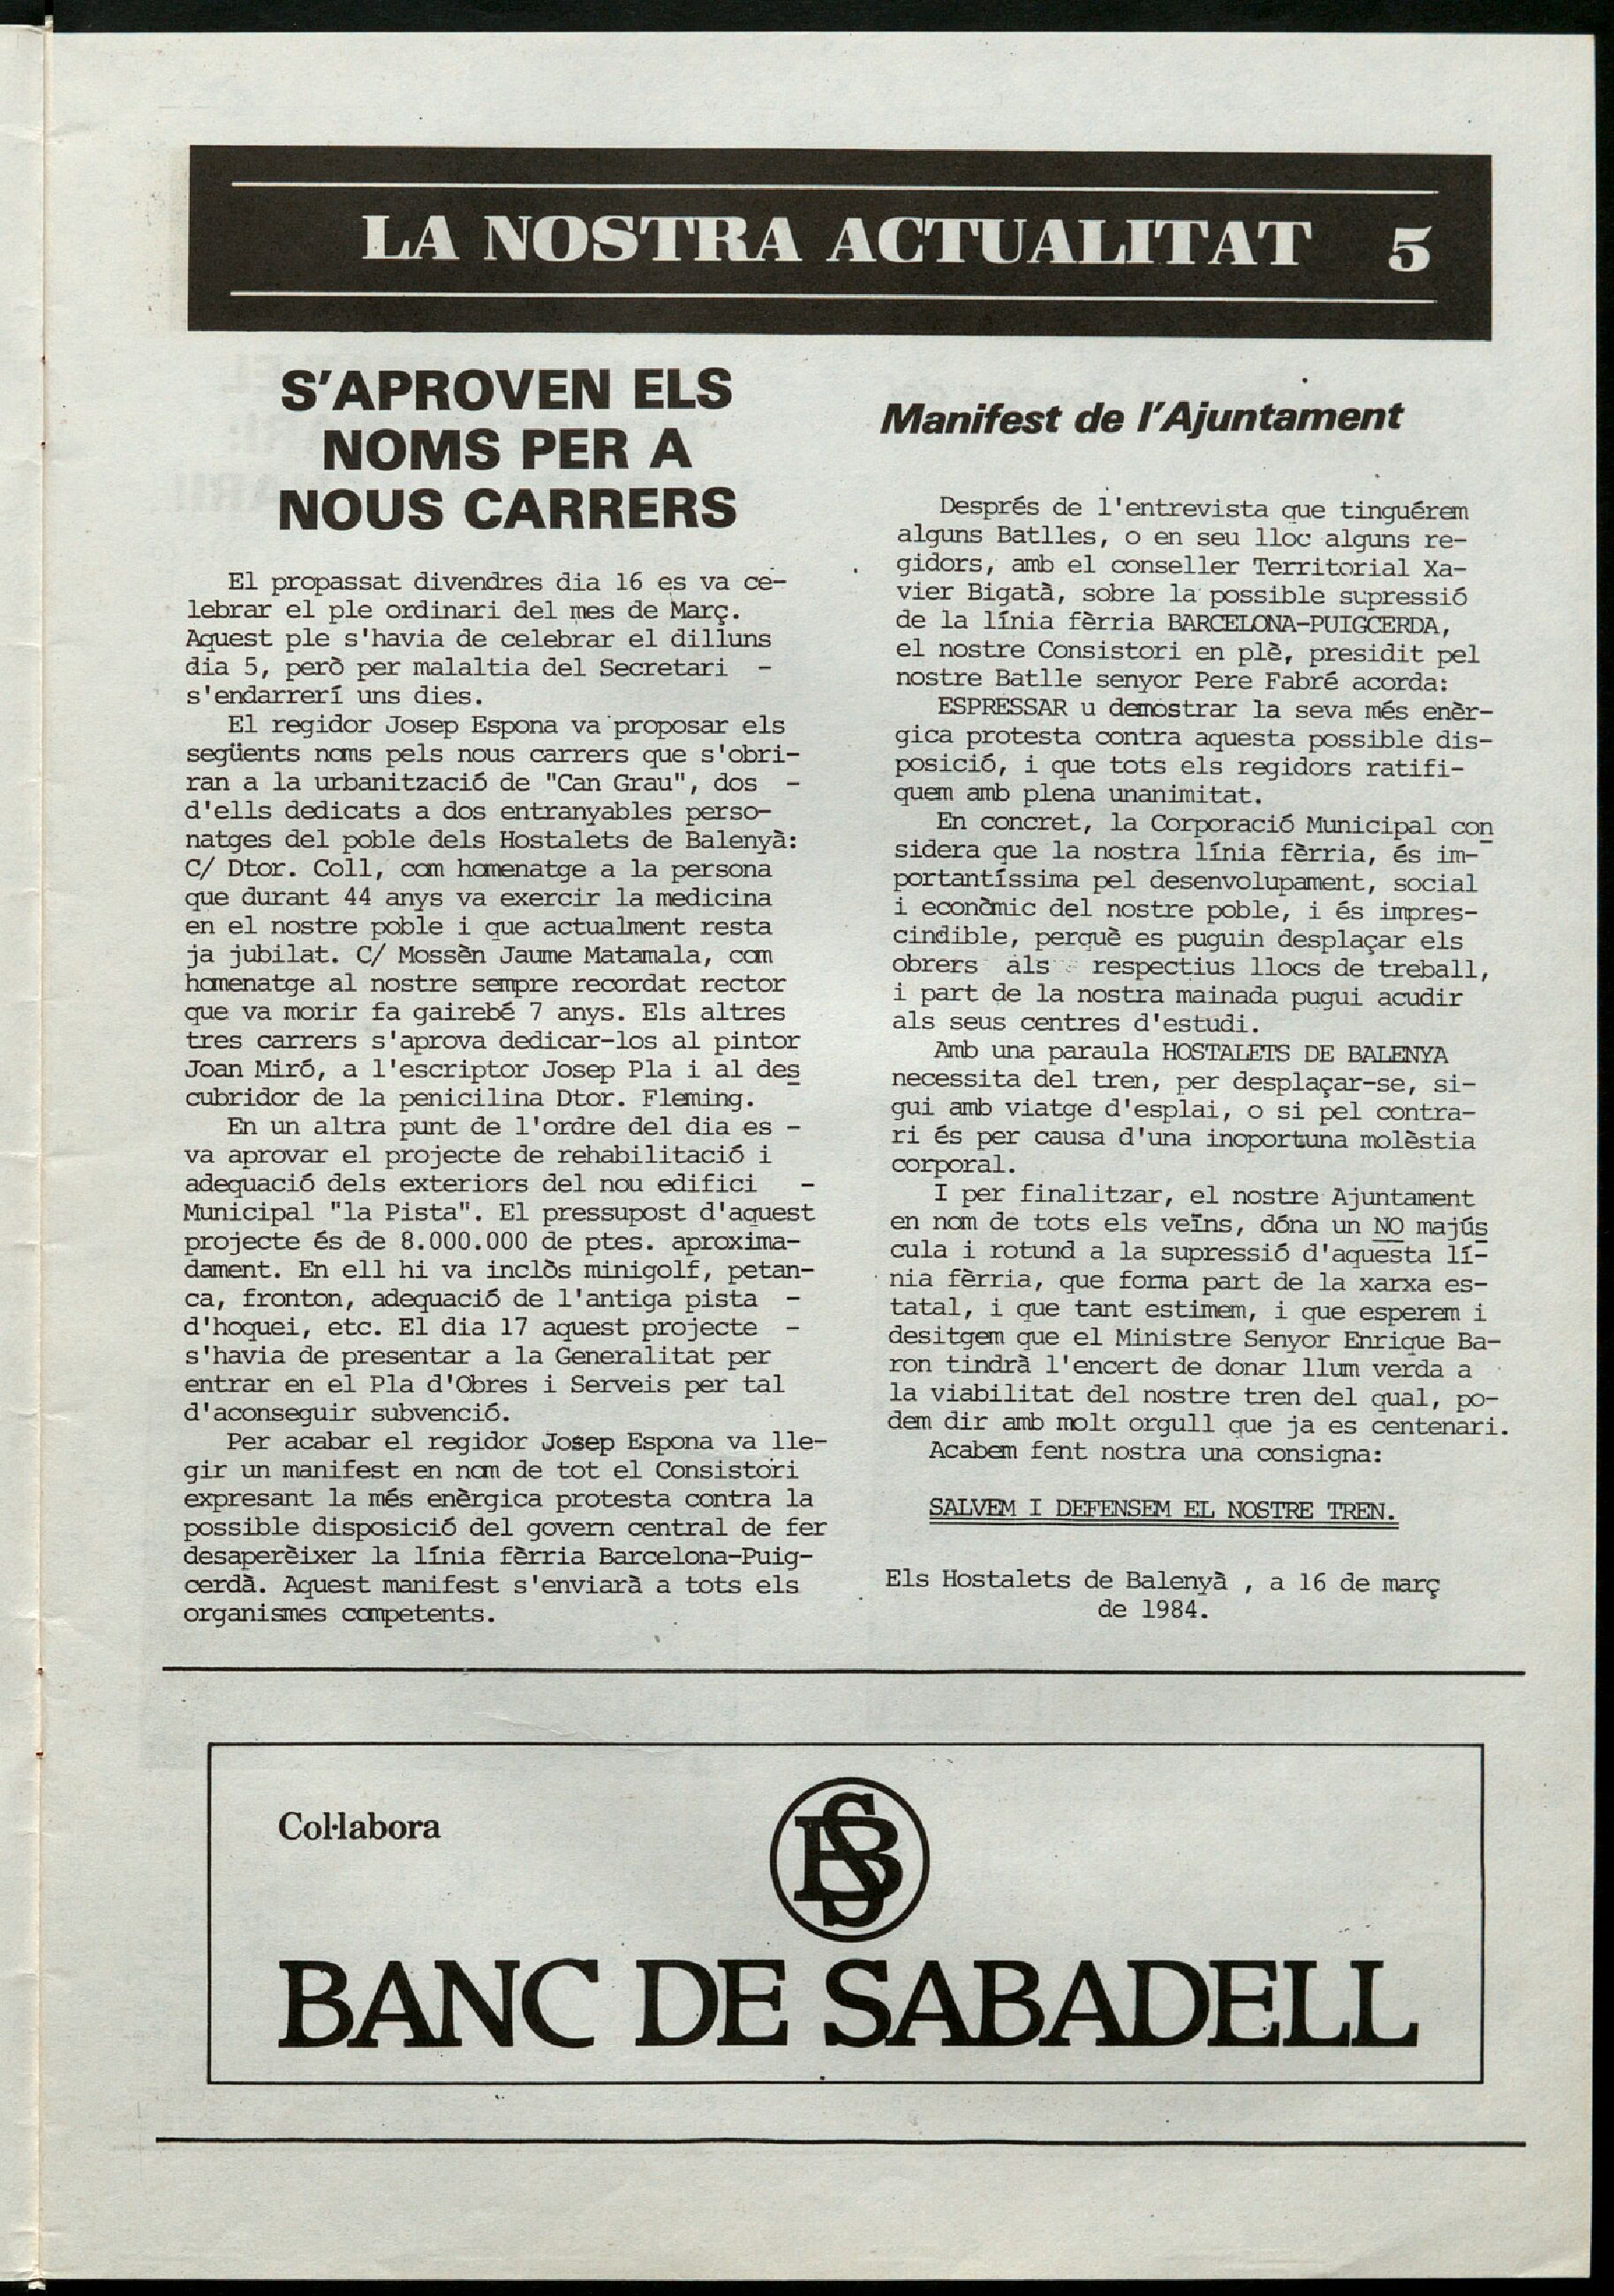 LA NOSTRA ACTUALITAT 5
S'APROVEN ELS
NOMS PER A
NOUS CARRERS
El propassat divendres dia 16 es va ce-
lebrar el ple ordinari del mes de Març.
Aquest ple s'havia de celebrar el dilluns
dia 5, però per malaltia del Secretari -
s'endarrerí uns dies.
El regidor Josep Espona va proposar els
següents noms pels nous carrers que s'obri-
ran a la urbanització de "Can Grau", dos -
d'ells dedicats a dos entranyables perso-
natges del poble dels Hostalets de Balenyà:
C/ Dtor. Coll, com homenatge a la persona
que durant 44 anys va exercir la medicina
en el nostre poble i que actualment resta
ja jubilat. C/ Mossèn Jaume Matamala, com
homenatge al nostre sempre recordat rector
que va morir fa gairebé 7 anys. Els altres
tres carrers s'aprova dedicar-los al pintor
Joan Miró, a l'escriptor Josep Pla i al des
cubridor de la penicilina Dtor. Fleming.
En un altra punt de l'ordre del dia es -
va aprovar el projecte de rehabilitació i
adequació dels exteriors del nou edifici -
Municipal "la Pista". El pressupost d'aquest
projecte és de 8.000.000 de ptes. aproxima-
dament. En ell hi va inclòs minigolf, petan-
ca, fronton, adequació de l'antiga pista -
d'hoquei, etc. El dia 17 aquest projecte -
s'havia de presentar a la Generalitat per
entrar en el Pla d'Obres i Serveis per tal
d'aconseguir subvenció.
Per acabar el regidor Josep Espona va lle-
gir un manifest en nom de tot el Consistori
expresant la més enèrgica protesta contra la
possible disposició del govern central de fer
desaperèixer la línia fèrria Barcelona-Puig-
cerdà. Aquest manifest s'enviarà a tots els
organismes competents.
Manifest de l'Ajuntament
Després de l'entrevista que tinguérem
alguns Batlles, o en seu lloc alguns re-
gidors, amb el conseller Territorial Xa-
vier Bigatà, sobre la possible supressió
de la línia fèrria BARCELONA-PUIGCERDA,
el nostre Consistori en plè, presidit pel
nostre Batlle senyor Pere Fabré acorda:
ESPRESSAR u demostrar la seva més enèr-
gica protesta contra aquesta possible dis-
posició, i que tots els regidors ratifi-
quem amb plena unanimitat.
En concret, la Corporació Municipal con
sidera que la nostra línia fèrria, és im-
portantíssima pel desenvolupament, social
i econòmic del nostre poble, i és impres-
cindible, perquè es puguin desplaçar els
obrers als respectius llocs de treball,
i part de la nostra mainada pugui acudir
als seus centres d'estudi.
Amb una paraula HOSTALETS DE BALENYA
necessita del tren, per desplaçar-se, si-
gui amb viatge d'esplai, o si pel contra-
ri és per causa d'una inoportuna molèstia
corporal.
I per finalitzar, el nostre Ajuntament
en nom de tots els veïns, dóna un NO majús
cula i rotund a la supressió d'aquesta lí-
nia fèrria, que forma part de la xarxa es-
tatal, i que tant estimem, i que esperem i
desitgem que el Ministre Senyor Enrique Ba-
ron tindrà l'encert de donar llum verda a
la viabilitat del nostre tren del qual, po-
dem dir amb molt orgull que ja es centenari.
Acabem fent nostra una consigna:
SALVEM I DEFENSEM EL NOSTRE TREN.
Els Hostalets de Balenyà , a 16 de març
de 1984.
Col·labora
BS
BANC DE SABADELL